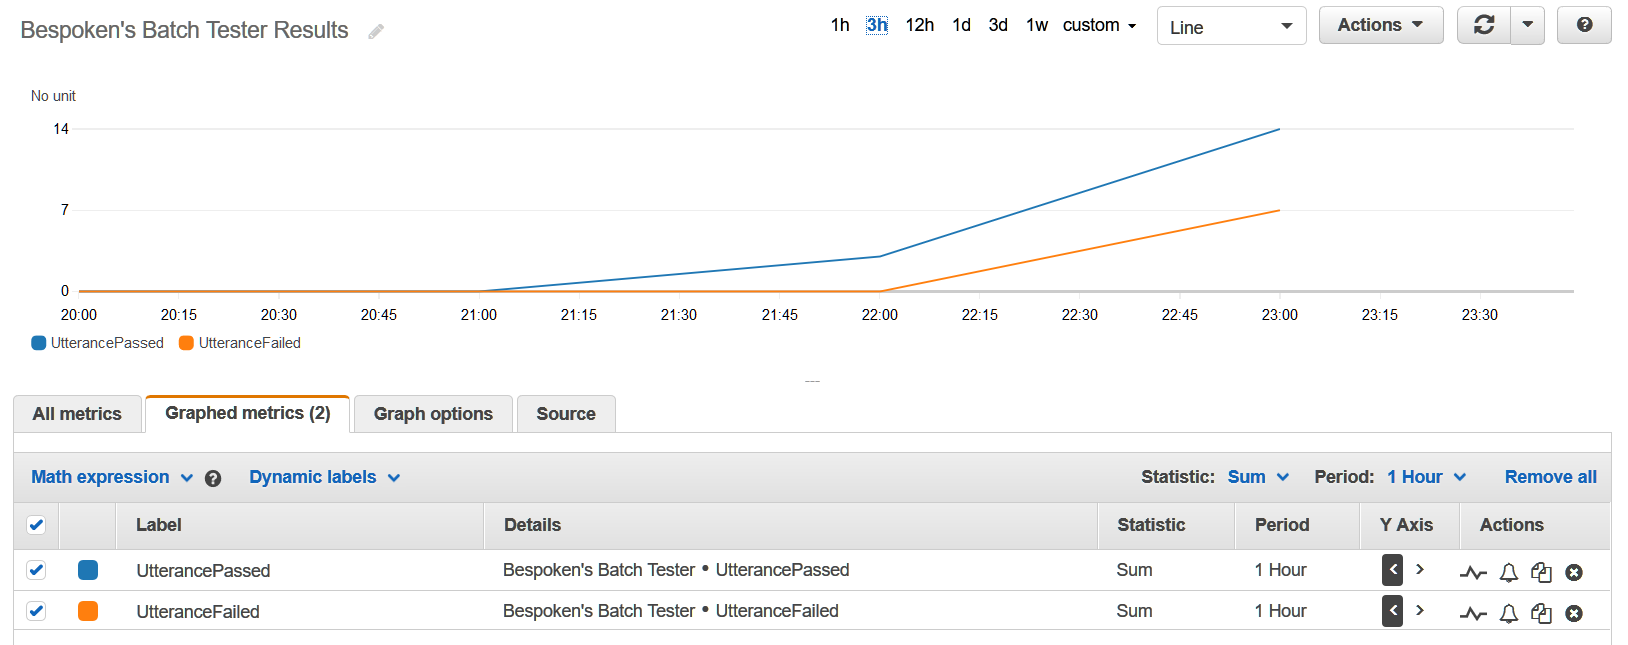 Bespoken's Batch Tester Results
1h 3h 12h 1d 3d 1w custom Line Actions
No unit
14
7
0
20:00 20:15 20:30 20:45 21:00 21:15 21:30 21:45 22:00 22:15 22:30 22:45 23:00 23:15 23:30
UtterancePassed UtteranceFailed
All metrics Graphed metrics (2) Graph options Source
Math expression Dynamic labels Statistic: Sum Period: 1 Hour Remove all
Label Details Statistic Period Y Axis Actions
UtterancePassed Bespoken's Batch Tester • UtterancePassed Sum 1 Hour < >
UtteranceFailed Bespoken's Batch Tester • UtteranceFailed Sum 1 Hour < >